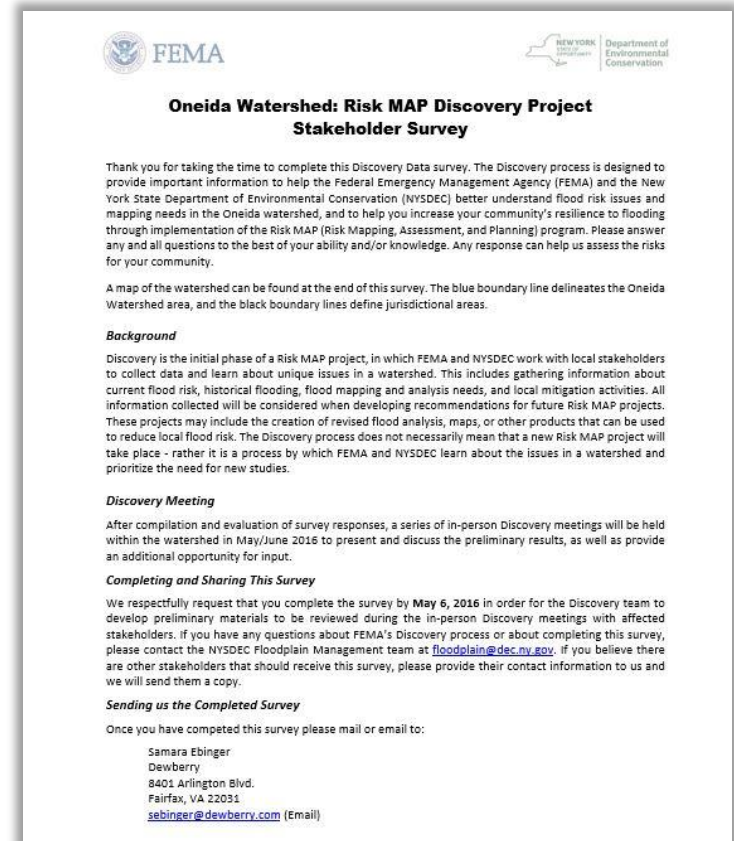 FEMA
NEW YORK
STATE OF
OPPORTUNITY
Department of
Environmental
Conservation
Oneida Watershed: Risk MAP Discovery Project
Stakeholder Survey
Thank you for taking the time to complete this Discovery Data survey. The Discovery process is designed to
provide important information to help the Federal Emergency Management Agency (FEMA) and the New
York State Department of Environmental Conservation (NYSDEC) better understand flood risk issues and
mapping needs in the Oneida watershed, and to help you increase your community's resilience to flooding
through implementation of the Risk MAP (Risk Mapping, Assessment, and Planning) program. Please answer
any and all questions to the best of your ability and/or knowledge. Any response can help us assess the risks
for your community.
A map of the watershed can be found at the end of this survey. The blue boundary line delineates the Oneida
Watershed area, and the black boundary lines define jurisdictional areas.
Background
Discovery is the initial phase of a Risk MAP project, in which FEMA and NYSDEC work with local stakeholders
to collect data and learn about unique issues in a watershed. This includes gathering information about
current flood risk, historical flooding, flood mapping and analysis needs, and local mitigation activities. All
information collected will be considered when developing recommendations for future Risk MAP projects.
These projects may include the creation of revised flood analysis, maps, or other products that can be used
to reduce local flood risk. The Discovery process does not necessarily mean that a new Risk MAP project will
take place - rather it is a process by which FEMA and NYSDEC learn about the issues in a watershed and
prioritize the need for new studies.
Discovery Meeting
After compilation and evaluation of survey responses, a series of in-person Discovery meetings will be held
within the watershed in May/June 2016 to present and discuss the preliminary results, as well as provide
an additional opportunity for input.
Completing and Sharing This Survey
We respectfully request that you complete the survey by May 6, 2016 in order for the Discovery team to
develop preliminary materials to be reviewed during the in-person Discovery meetings with affected
stakeholders. If you have any questions about FEMA's Discovery process or about completing this survey,
please contact the NYSDEC Floodplain Management team at floodplain@dec.ny.gov. If you believe there
are other stakeholders that should receive this survey, please provide their contact information to us and
we will send them a copy.
Sending us the Completed Survey
Once you have competed this survey please mail or email to:
Samara Ebinger
Dewberry
8401 Arlington Blvd.
Fairfax, VA 22031
sebinger@dewberry.com (Email)